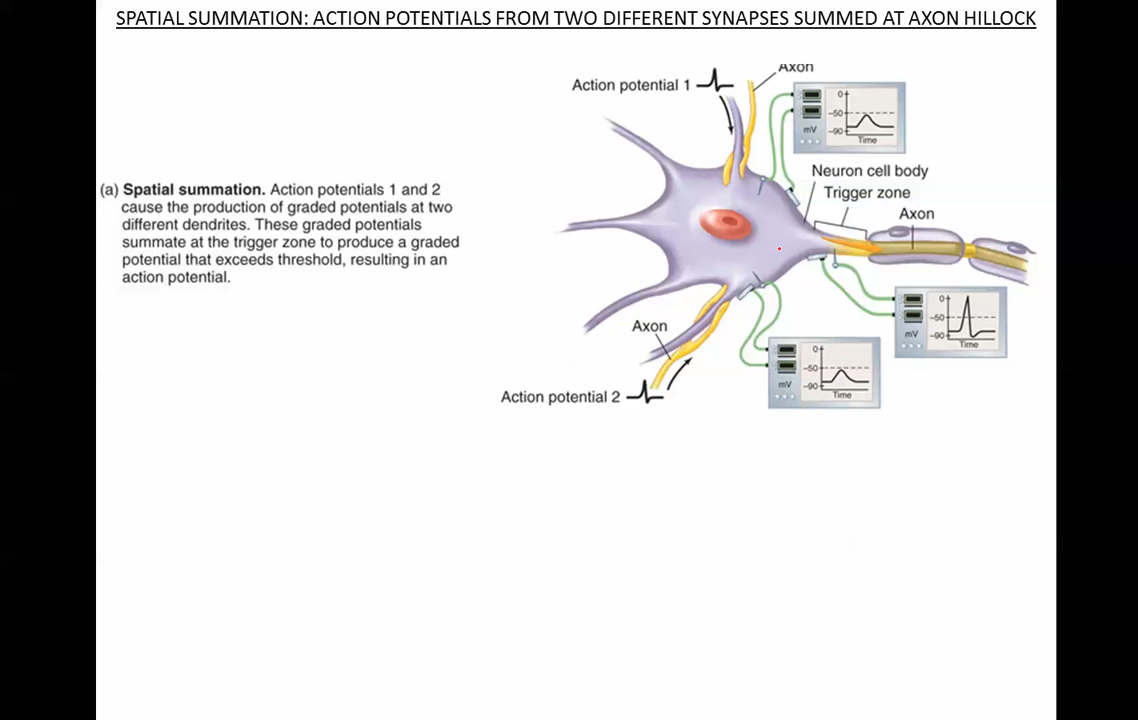 SPATIAL SUMMATION: ACTION POTENTIALS FROM TWO DIFFERENT SYNAPSES SUMMED AT AXON HILLOCK
Action potential 1
Axon
0
-50
-90
mV
Time
(a) Spatial summation. Action potentials 1 and 2
cause the production of graded potentials at two
different dendrites. These graded potentials
summate at the trigger zone to produce a graded
potential that exceeds threshold, resulting in an
action potential.
Neuron cell body
Trigger zone
Axon
0
-50
-90
mV
Time
Axon
0
-50
-90
mV
Time
Action potential 2